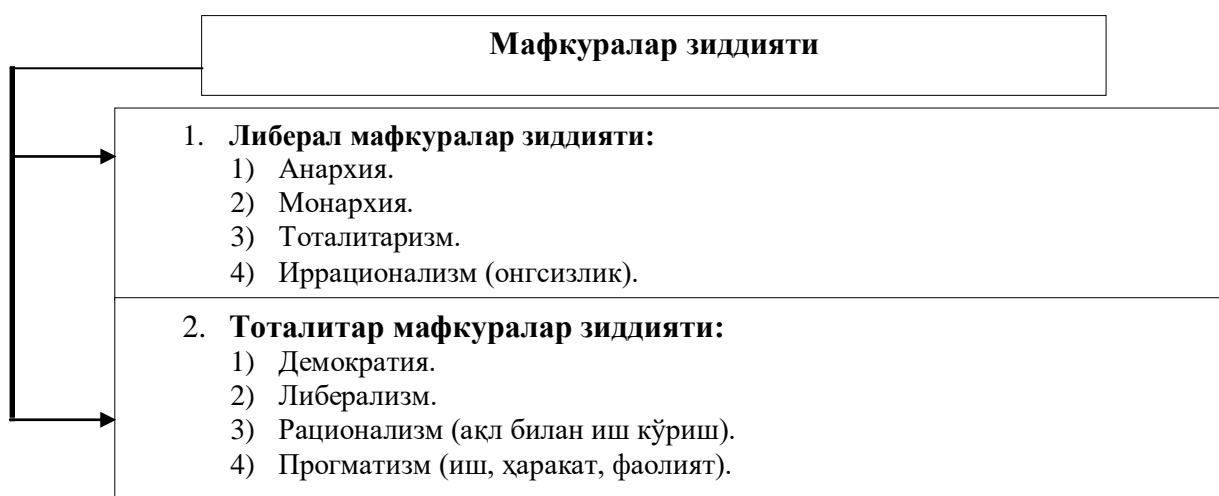 Мафкуралар зиддияти
1. Либерал мафкуралар зиддияти:
1) Анархия.
2) Монархия.
3) Тоталитаризм.
4) Иррационализм (онгсизлик).
2. Тоталитар мафкуралар зиддияти:
1) Демократия.
2) Либерализм.
3) Рационализм (ақл билан иш кўриш).
4) Прогматизм (иш, ҳаракат, фаолият).